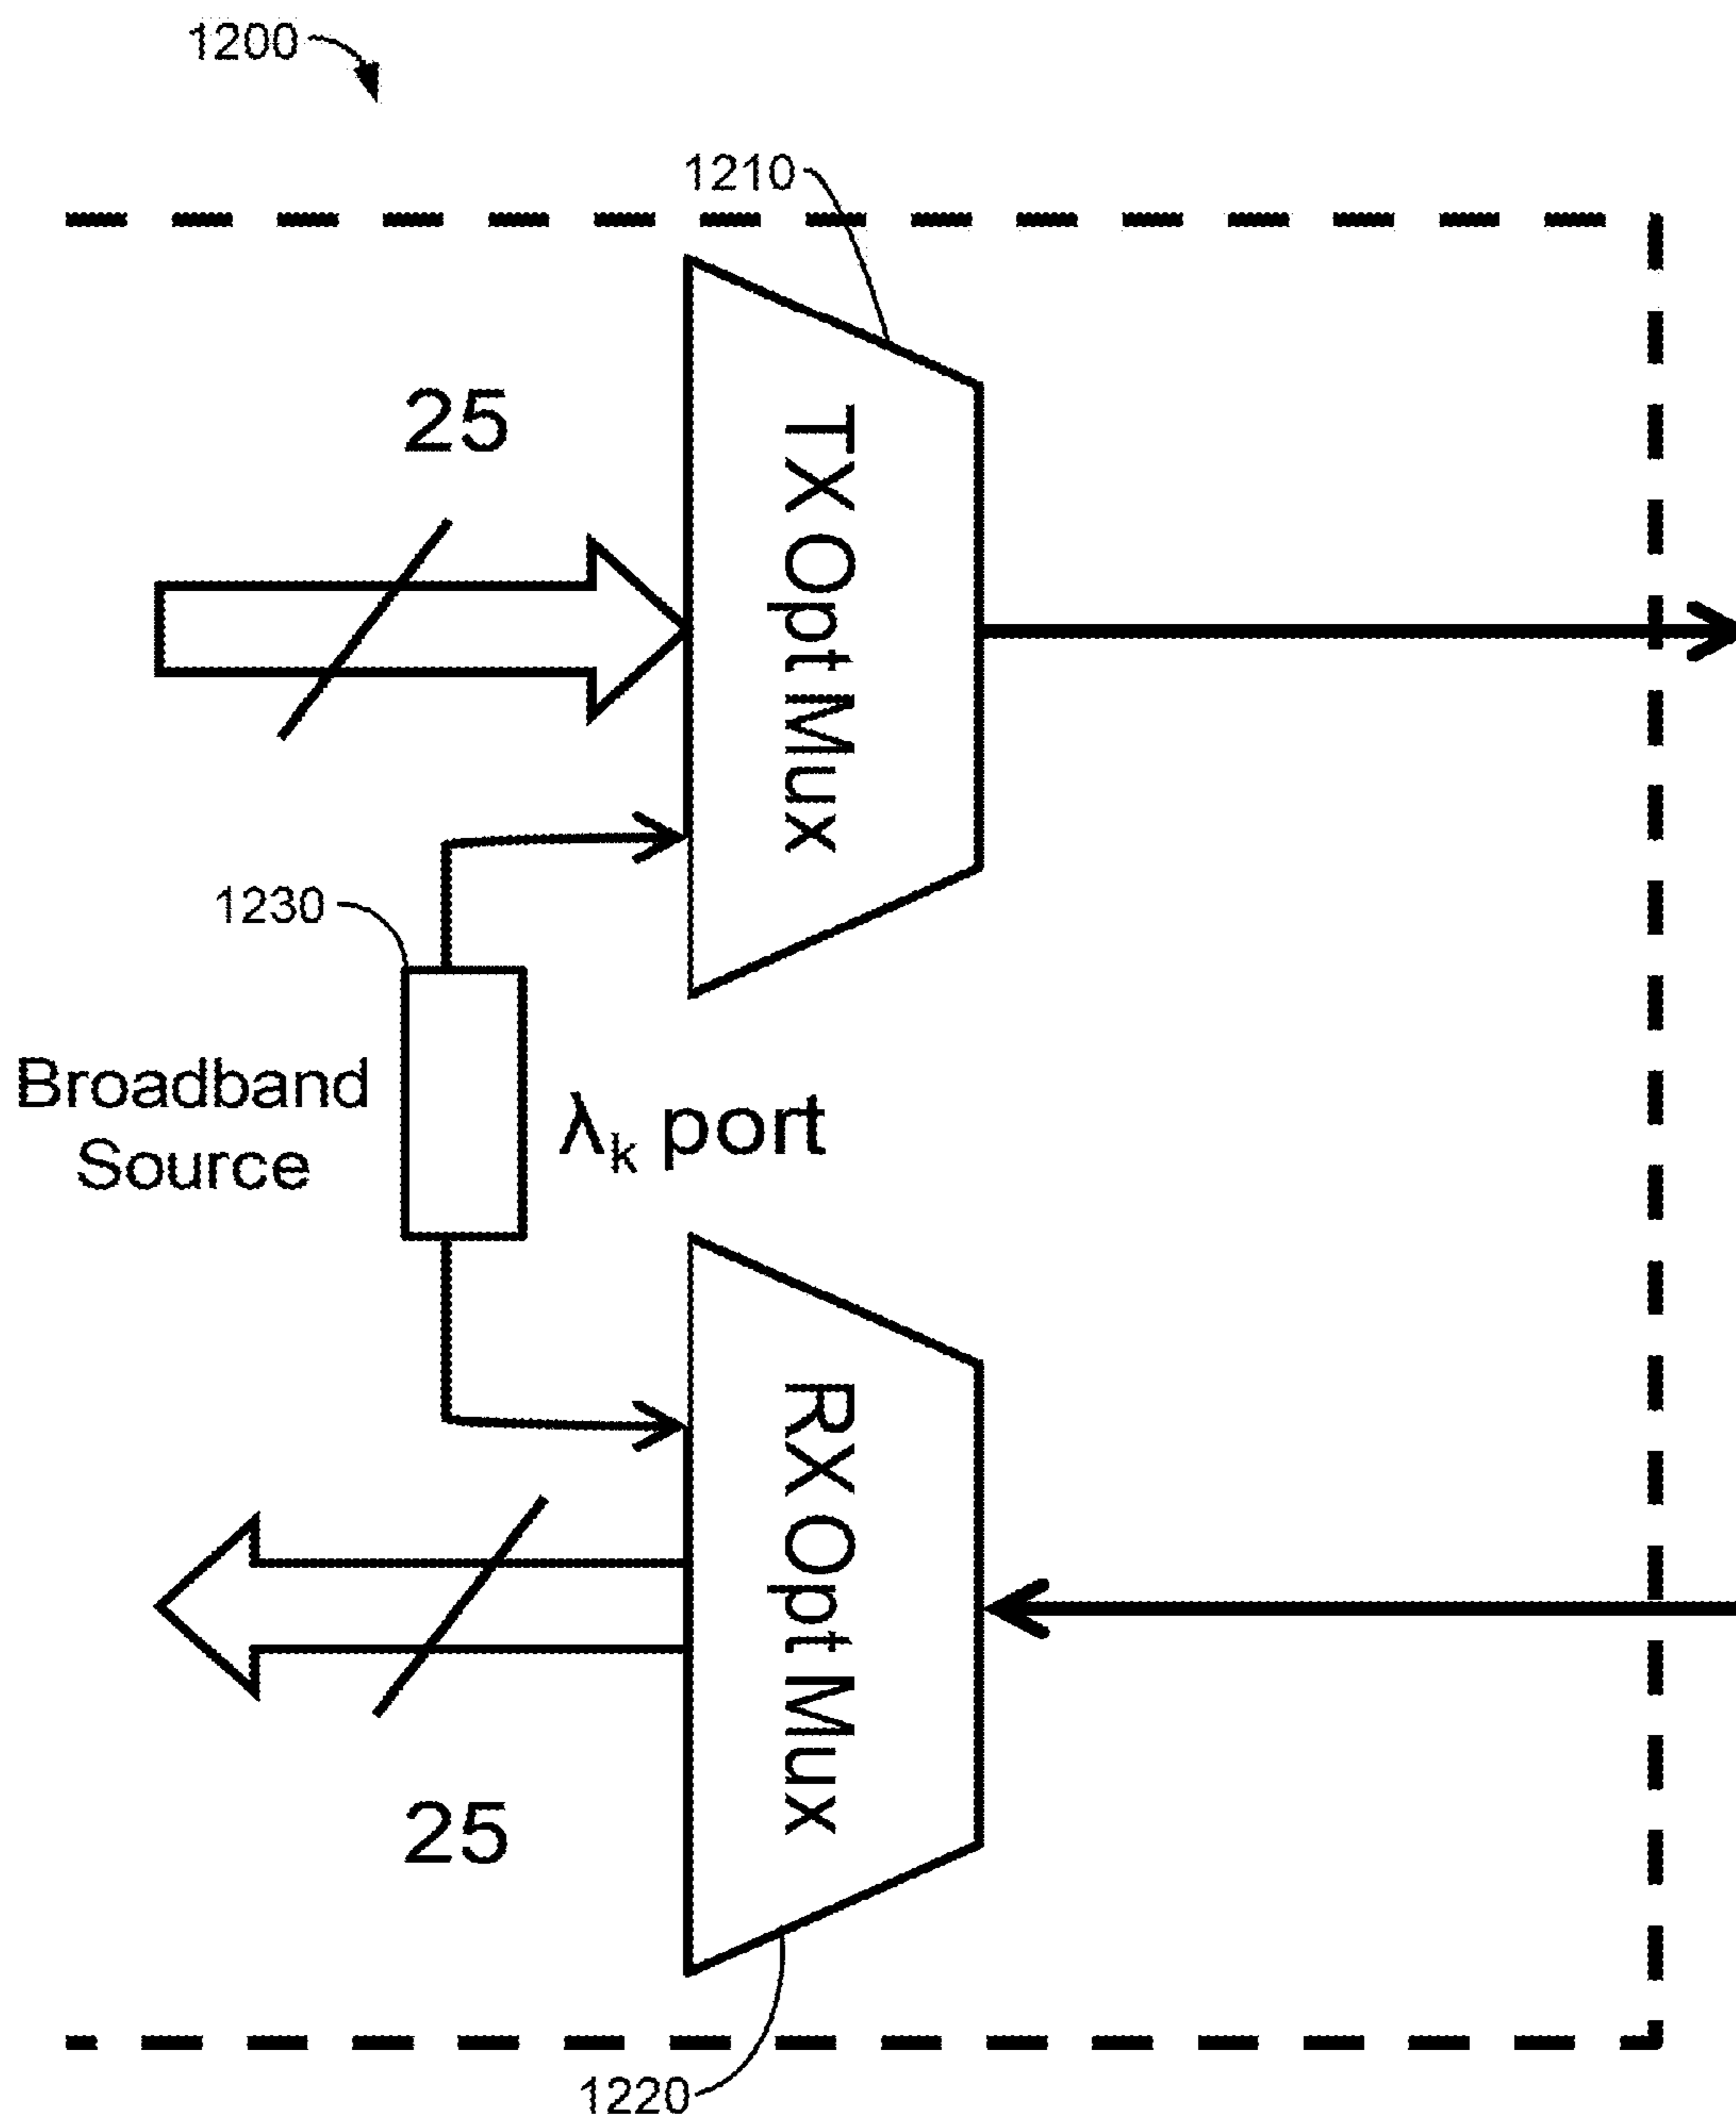 1200
1210
25
TX Opt Mux
1230
Broadband
Source
λk port
RX Opt Mux
25
1220